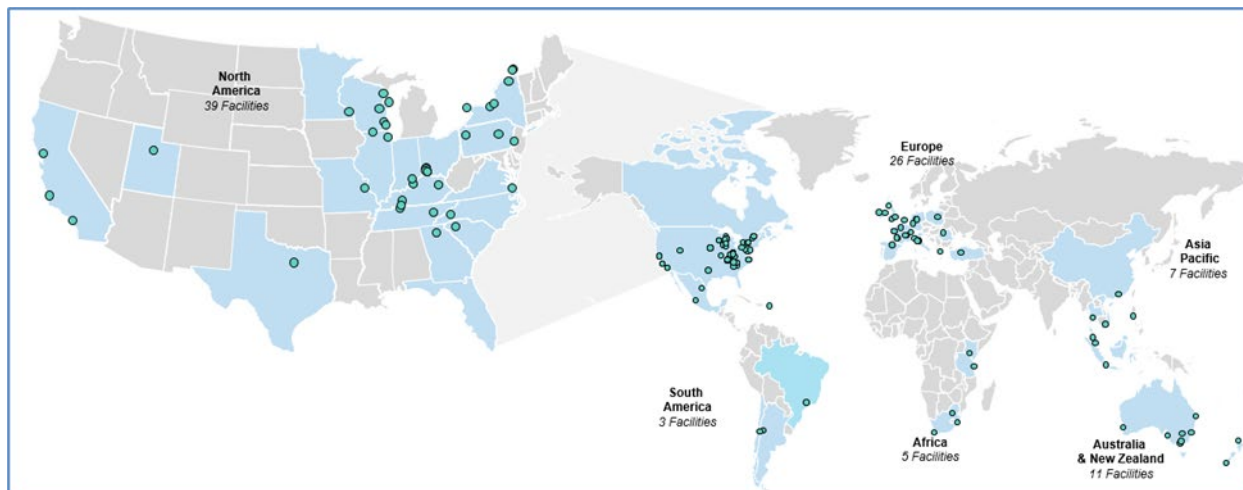 North
America
39 Facilities
Europe
26 Facilities
Asia
Pacific
7 Facilities
South
America
3 Facilities
Africa
5 Facilities
Australia
& New Zealand
11 Facilities